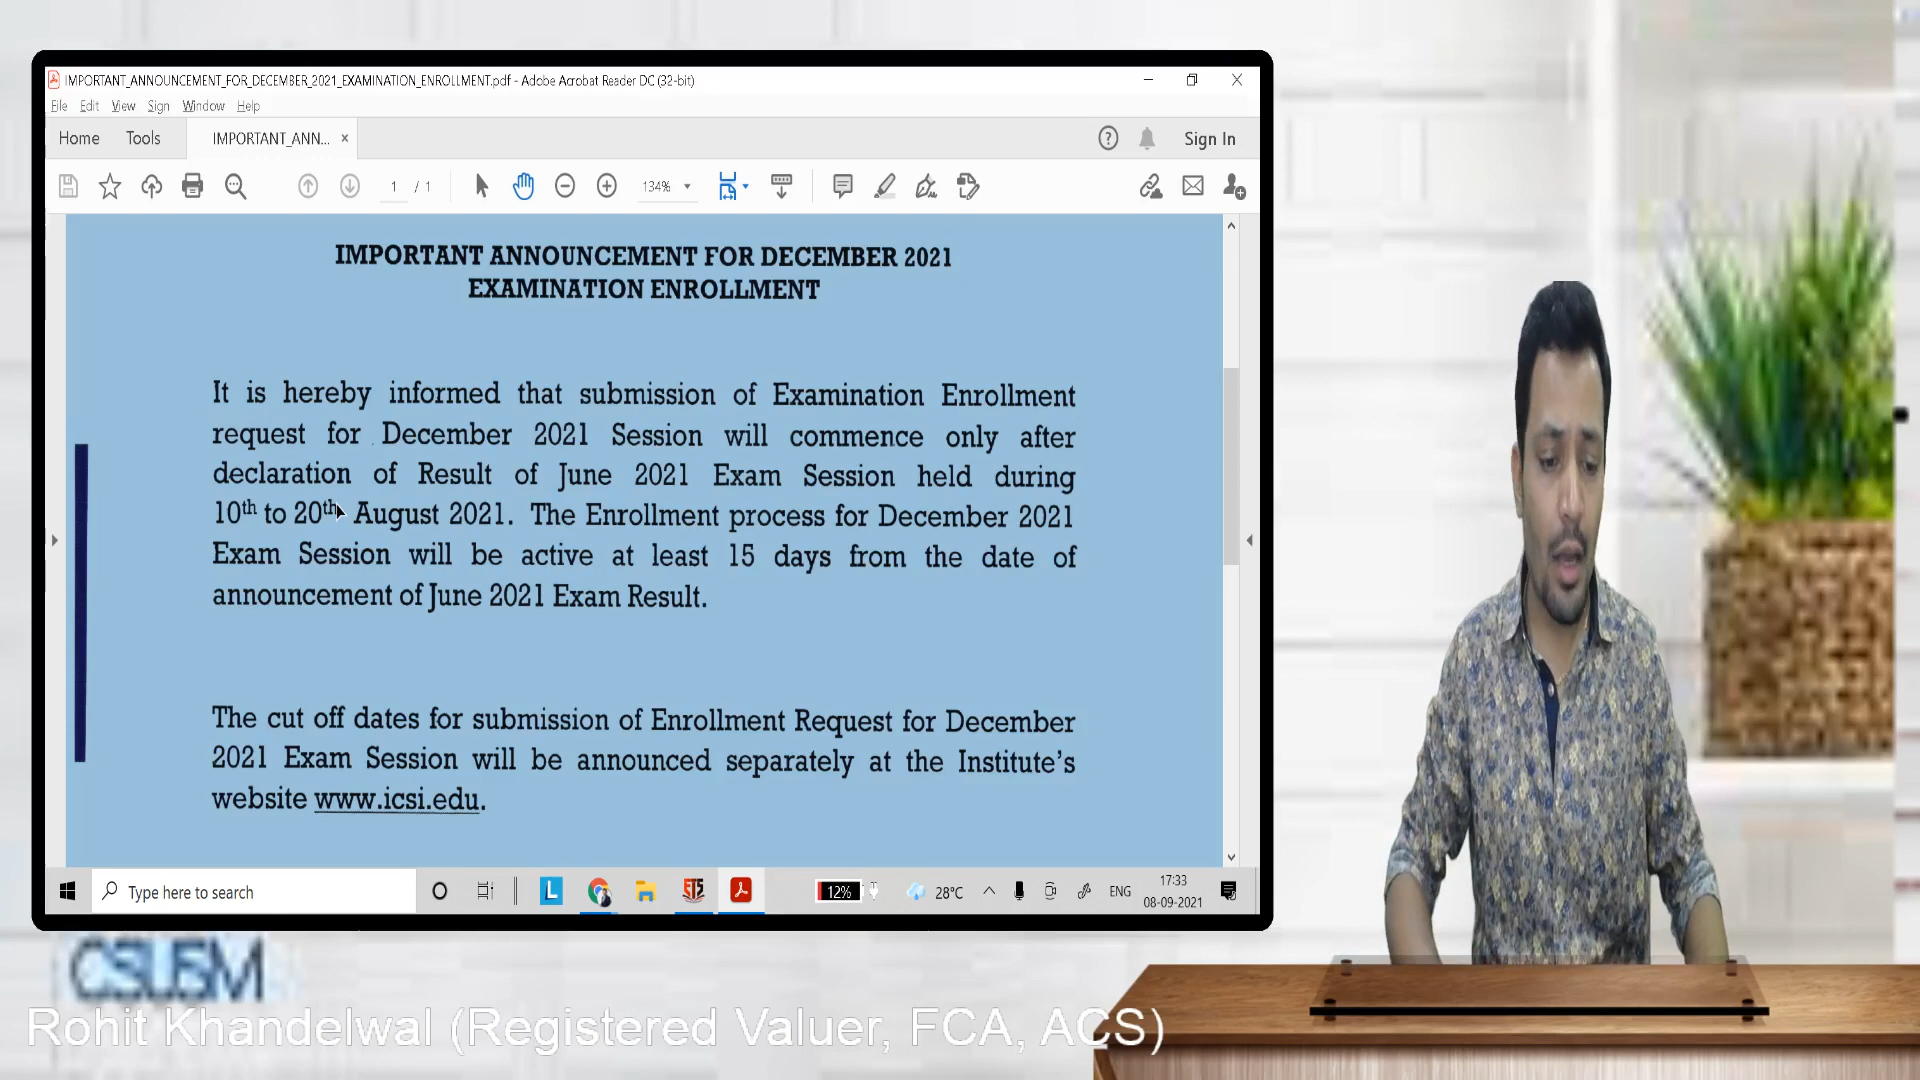 IMPORTANT_ANNOUNCEMENT_FOR_DECEMBER_2021_EXAMINATION_ENROLLMENT.pdf - Adobe Acrobat Reader DC (32-bit)
File Edit View Sign Window Help
Home Tools IMPORTANT_ANN... × Sign In
1 / 1 134%
IMPORTANT ANNOUNCEMENT FOR DECEMBER 2021
EXAMINATION ENROLLMENT
It is hereby informed that submission of Examination Enrollment
request for December 2021 Session will commence only after
declaration of Result of June 2021 Exam Session held during
10th to 20th August 2021. The Enrollment process for December 2021
Exam Session will be active at least 15 days from the date of
announcement of June 2021 Exam Result.
The cut off dates for submission of Enrollment Request for December
2021 Exam Session will be announced separately at the Institute's
website www.icsi.edu.
Type here to search L 12% 28°C ENG 17:33
08-09-2021
Rohit Khandelwal (Registered Valuer, FCA, ACS)